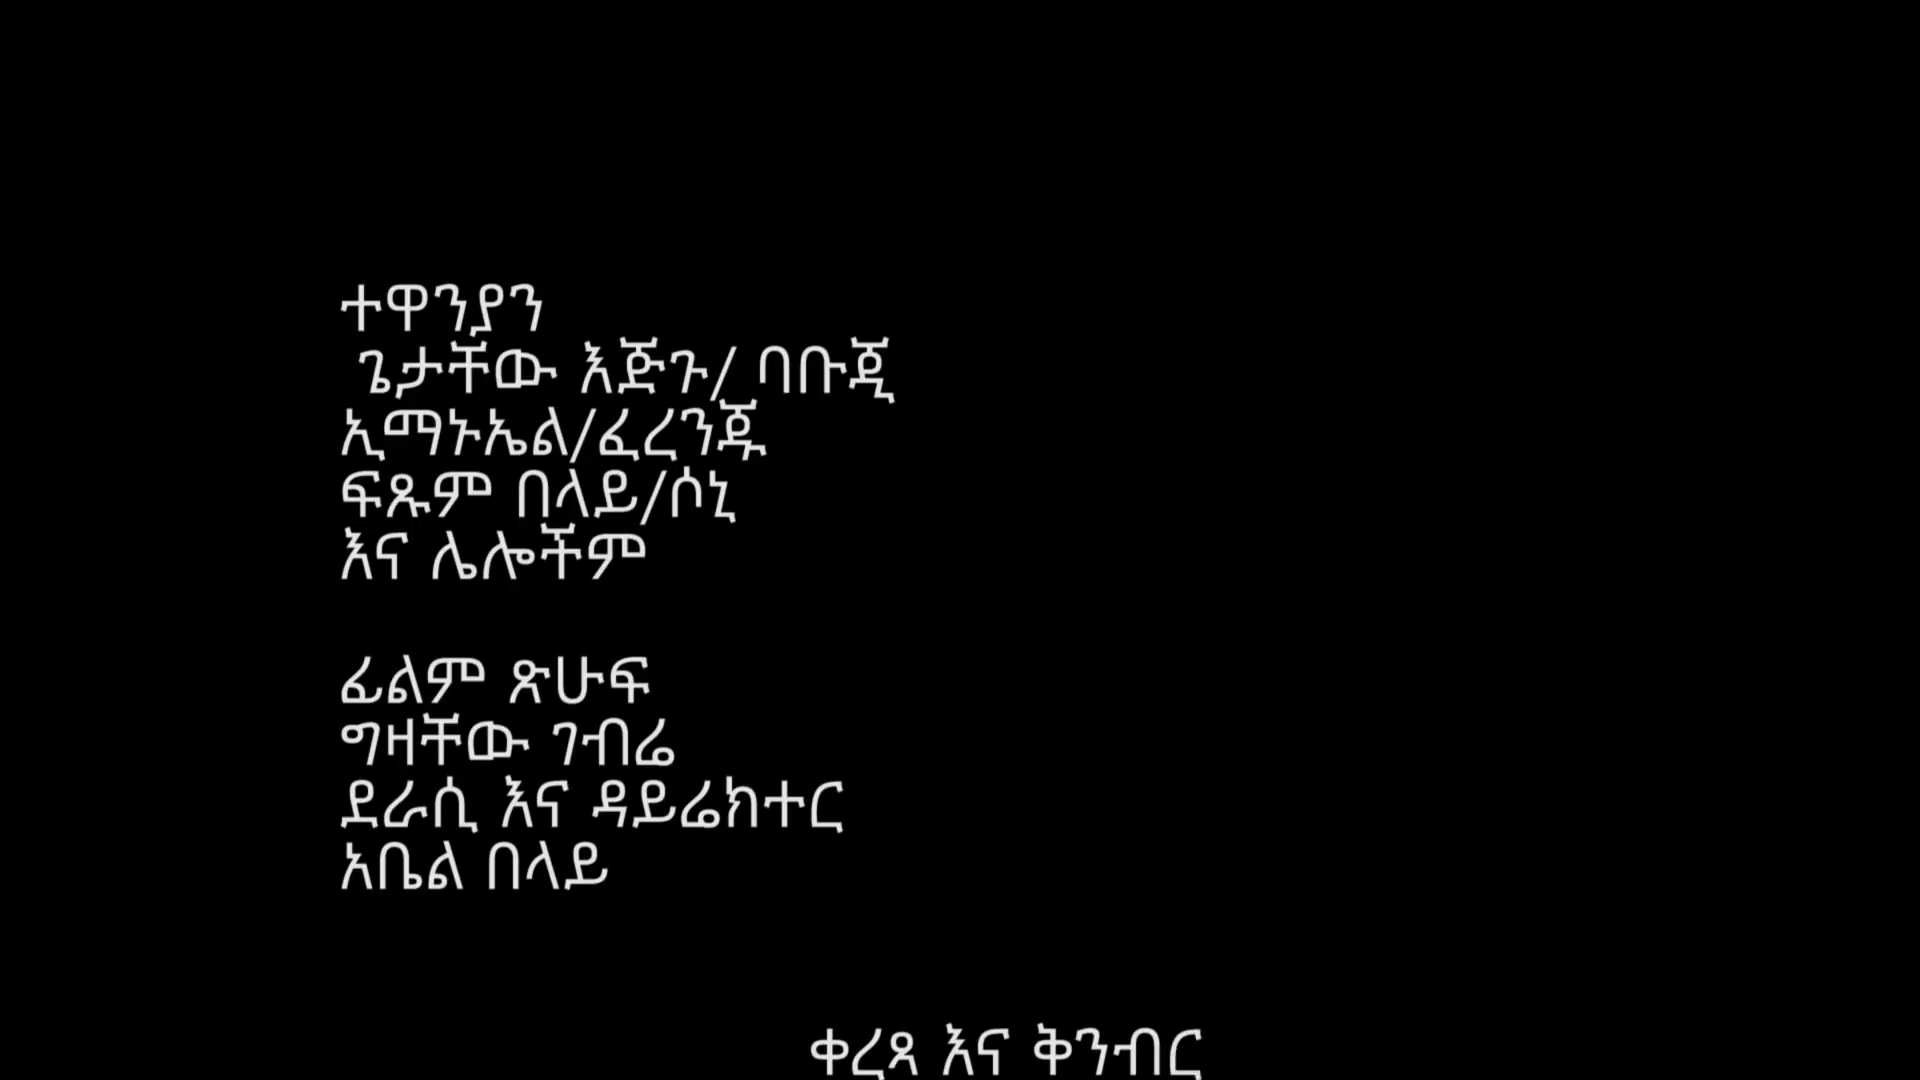 ተዋንያን
ጌታቸው እጅጉ/ ባቡጂ
ኢማኑኤል/ፈረንጁ
ፍጹም በላይ/ሶኒ
እና ሌሎችም
ፊልም ጽሁፍ
ግዛቸው ገብሬ
ደራሲ እና ዳይሬክተር
አቤል በላይ
ቀረጻ እና ቅንብር